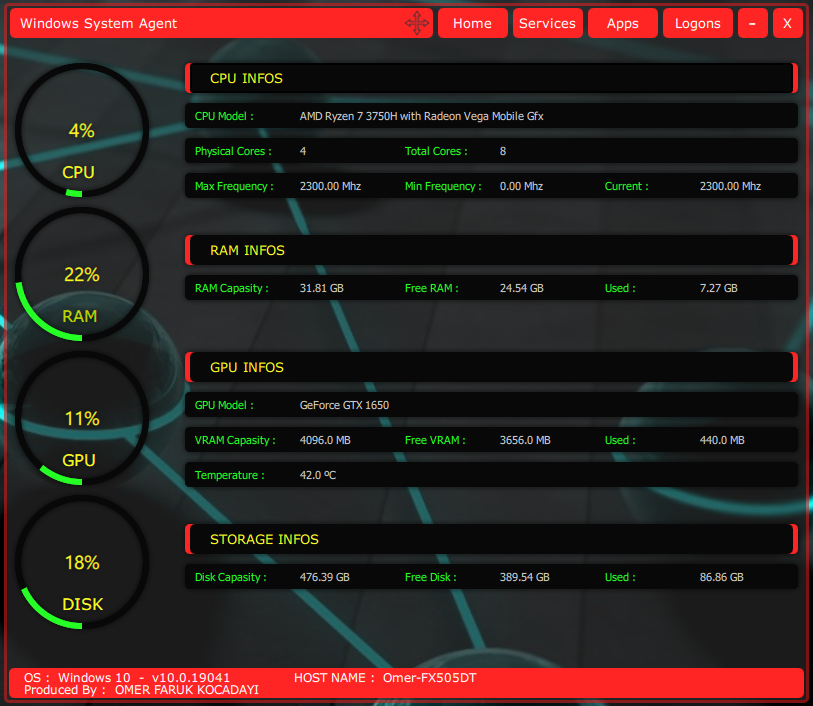 Windows System Agent Home Services Apps Logons - X
CPU INFOS
CPU Model : AMD Ryzen 7 3750H with Radeon Vega Mobile Gfx
4%
Physical Cores : 4 Total Cores : 8
CPU
Max Frequency : 2300.00 Mhz Min Frequency : 0.00 Mhz Current : 2300.00 Mhz
RAM INFOS
22%
RAM Capasity : 31.81 GB Free RAM : 24.54 GB Used : 7.27 GB
RAM
GPU INFOS
GPU Model : GeForce GTX 1650
11%
VRAM Capasity : 4096.0 MB Free VRAM : 3656.0 MB Used : 440.0 MB
GPU
Temperature : 42.0 ºC
STORAGE INFOS
18%
Disk Capasity : 476.39 GB Free Disk : 389.54 GB Used : 86.86 GB
DISK
OS : Windows 10 - v10.0.19041 HOST NAME : Omer-FX505DT
Produced By : OMER FARUK KOCADAYI